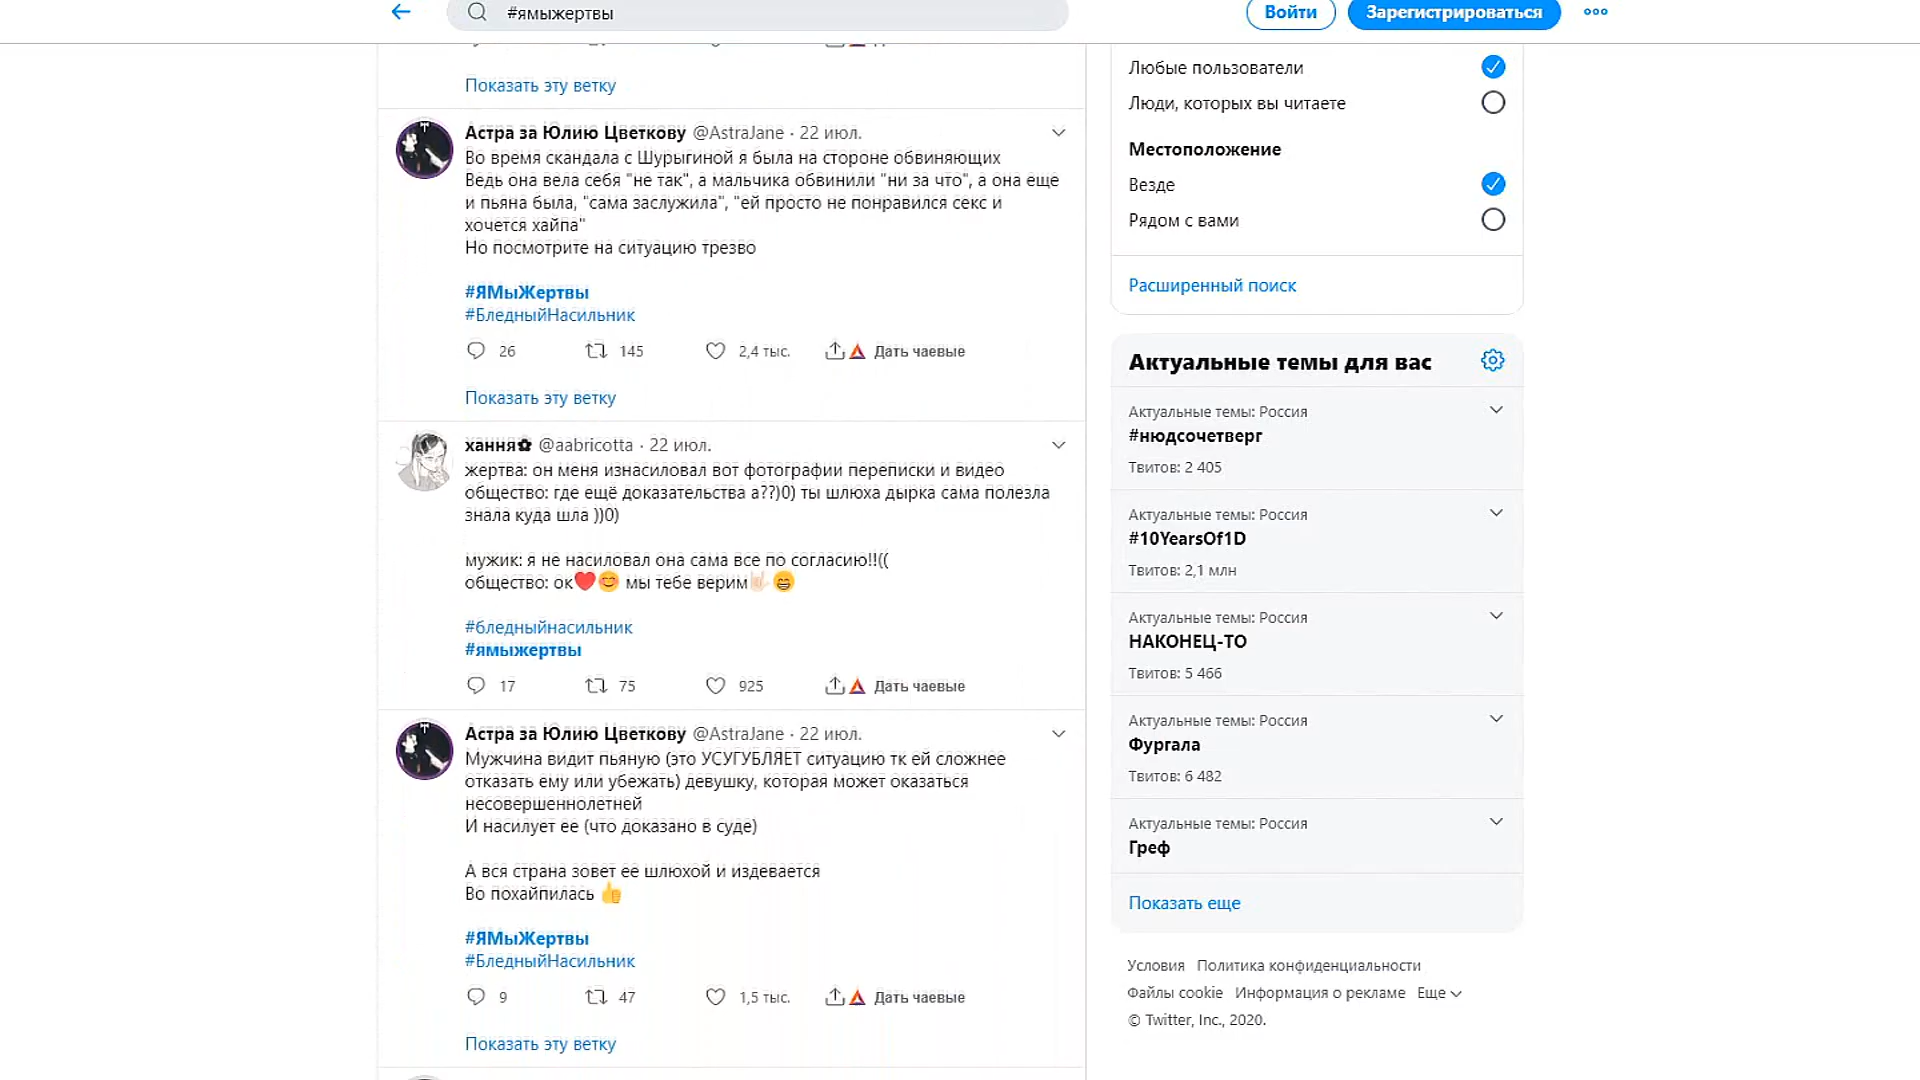 #ямыжертвы
Войти
Зарегистрироваться
Показать эту ветку
Астра за Юлию Цветкову @AstraJane · 22 июл.
Во время скандала с Шурыгиной я была на стороне обвиняющих
Ведь она вела себя "не так", а мальчика обвинили "ни за что", а она еще
и пьяна была, "сама заслужила", "ей просто не понравился секс и
хочется хайпа"
Но посмотрите на ситуацию трезво
#ЯМыЖертвы
#БледныйНасильник
26 145 2,4 тыс. Дать чаевые
Показать эту ветку
хання✿ @aabricotta · 22 июл.
жертва: он меня изнасиловал вот фотографии переписки и видео
общество: где ещё доказательства а??)0) ты шлюха дырка сама полезла
знала куда шла ))0)
мужик: я не насиловал она сама все по согласию!!((
общество: ок❤️😊 мы тебе верим🤟🏻😁
#бледныйнасильник
#ямыжертвы
17 75 925 Дать чаевые
Астра за Юлию Цветкову @AstraJane · 22 июл.
Мужчина видит пьяную (это УСУГУБЛЯЕТ ситуацию тк ей сложнее
отказать ему или убежать) девушку, которая может оказаться
несовершеннолетней
И насилует ее (что доказано в суде)
А вся страна зовет ее шлюхой и издевается
Во похайпилась 👍
#ЯМыЖертвы
#БледныйНасильник
9 47 1,5 тыс. Дать чаевые
Показать эту ветку
Любые пользователи
Люди, которых вы читаете
Местоположение
Везде
Рядом с вами
Расширенный поиск
Актуальные темы для вас
Актуальные темы: Россия
#нюдсочетверг
Твитов: 2 405
Актуальные темы: Россия
#10YearsOf1D
Твитов: 2,1 млн
Актуальные темы: Россия
НАКОНЕЦ-ТО
Твитов: 5 466
Актуальные темы: Россия
Фургала
Твитов: 6 482
Актуальные темы: Россия
Греф
Показать еще
Условия Политика конфиденциальности
Файлы cookie Информация о рекламе Еще
© Twitter, Inc., 2020.